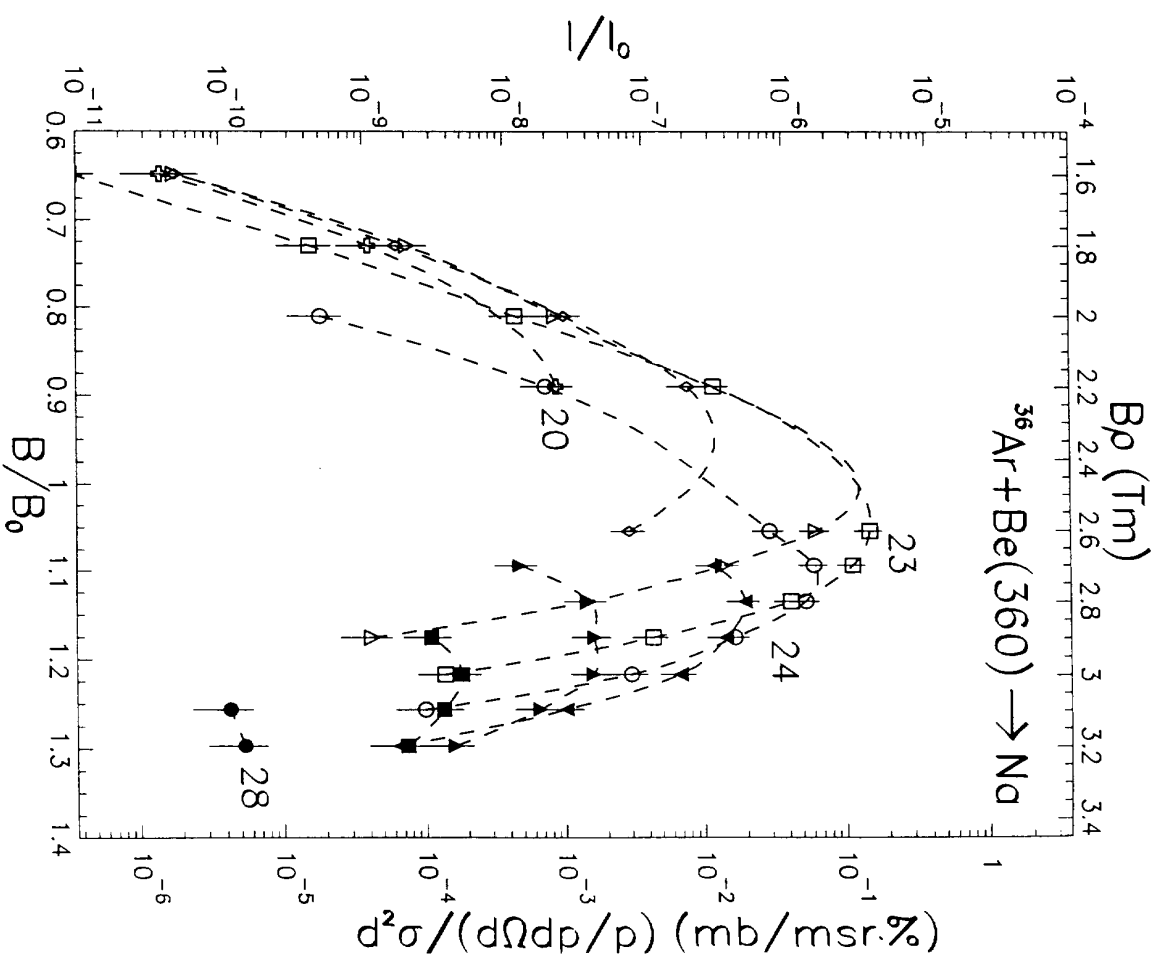 Bρ (Tm)
1.6 1.8 2 2.2 2.4 2.6 2.8 3 3.2 3.4
³⁶Ar+Be(360)→Na
I/I₀
10⁻⁴
10⁻⁵
10⁻⁶
10⁻⁷
10⁻⁸
10⁻⁹
10⁻¹⁰
10⁻¹¹
23
24
20
28
1
10⁻¹
10⁻²
10⁻³
10⁻⁴
10⁻⁵
10⁻⁶
d²σ/(dΩdp/p) (mb/msr·%)
0.6 0.7 0.8 0.9 1 1.1 1.2 1.3 1.4
B/B₀